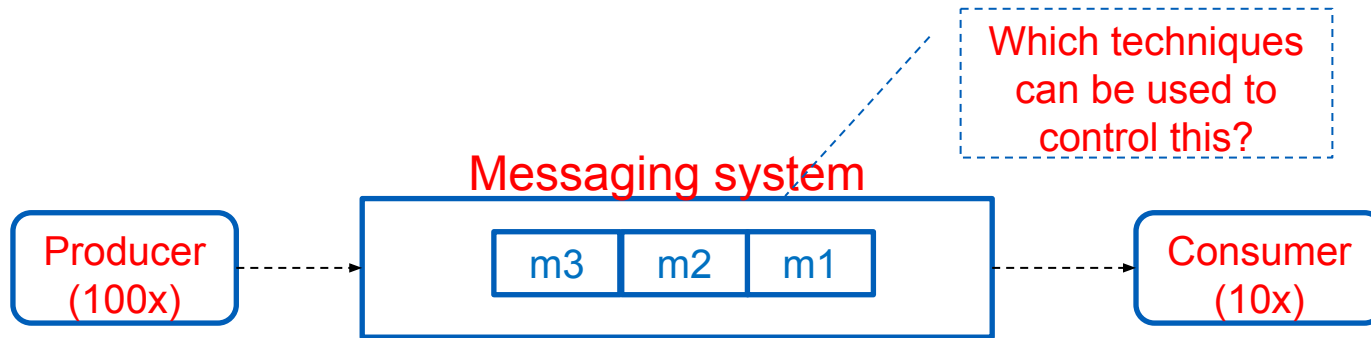 Which techniques
can be used to
control this?
Messaging system
Producer
(100x)
m3
m2
m1
Consumer
(10x)